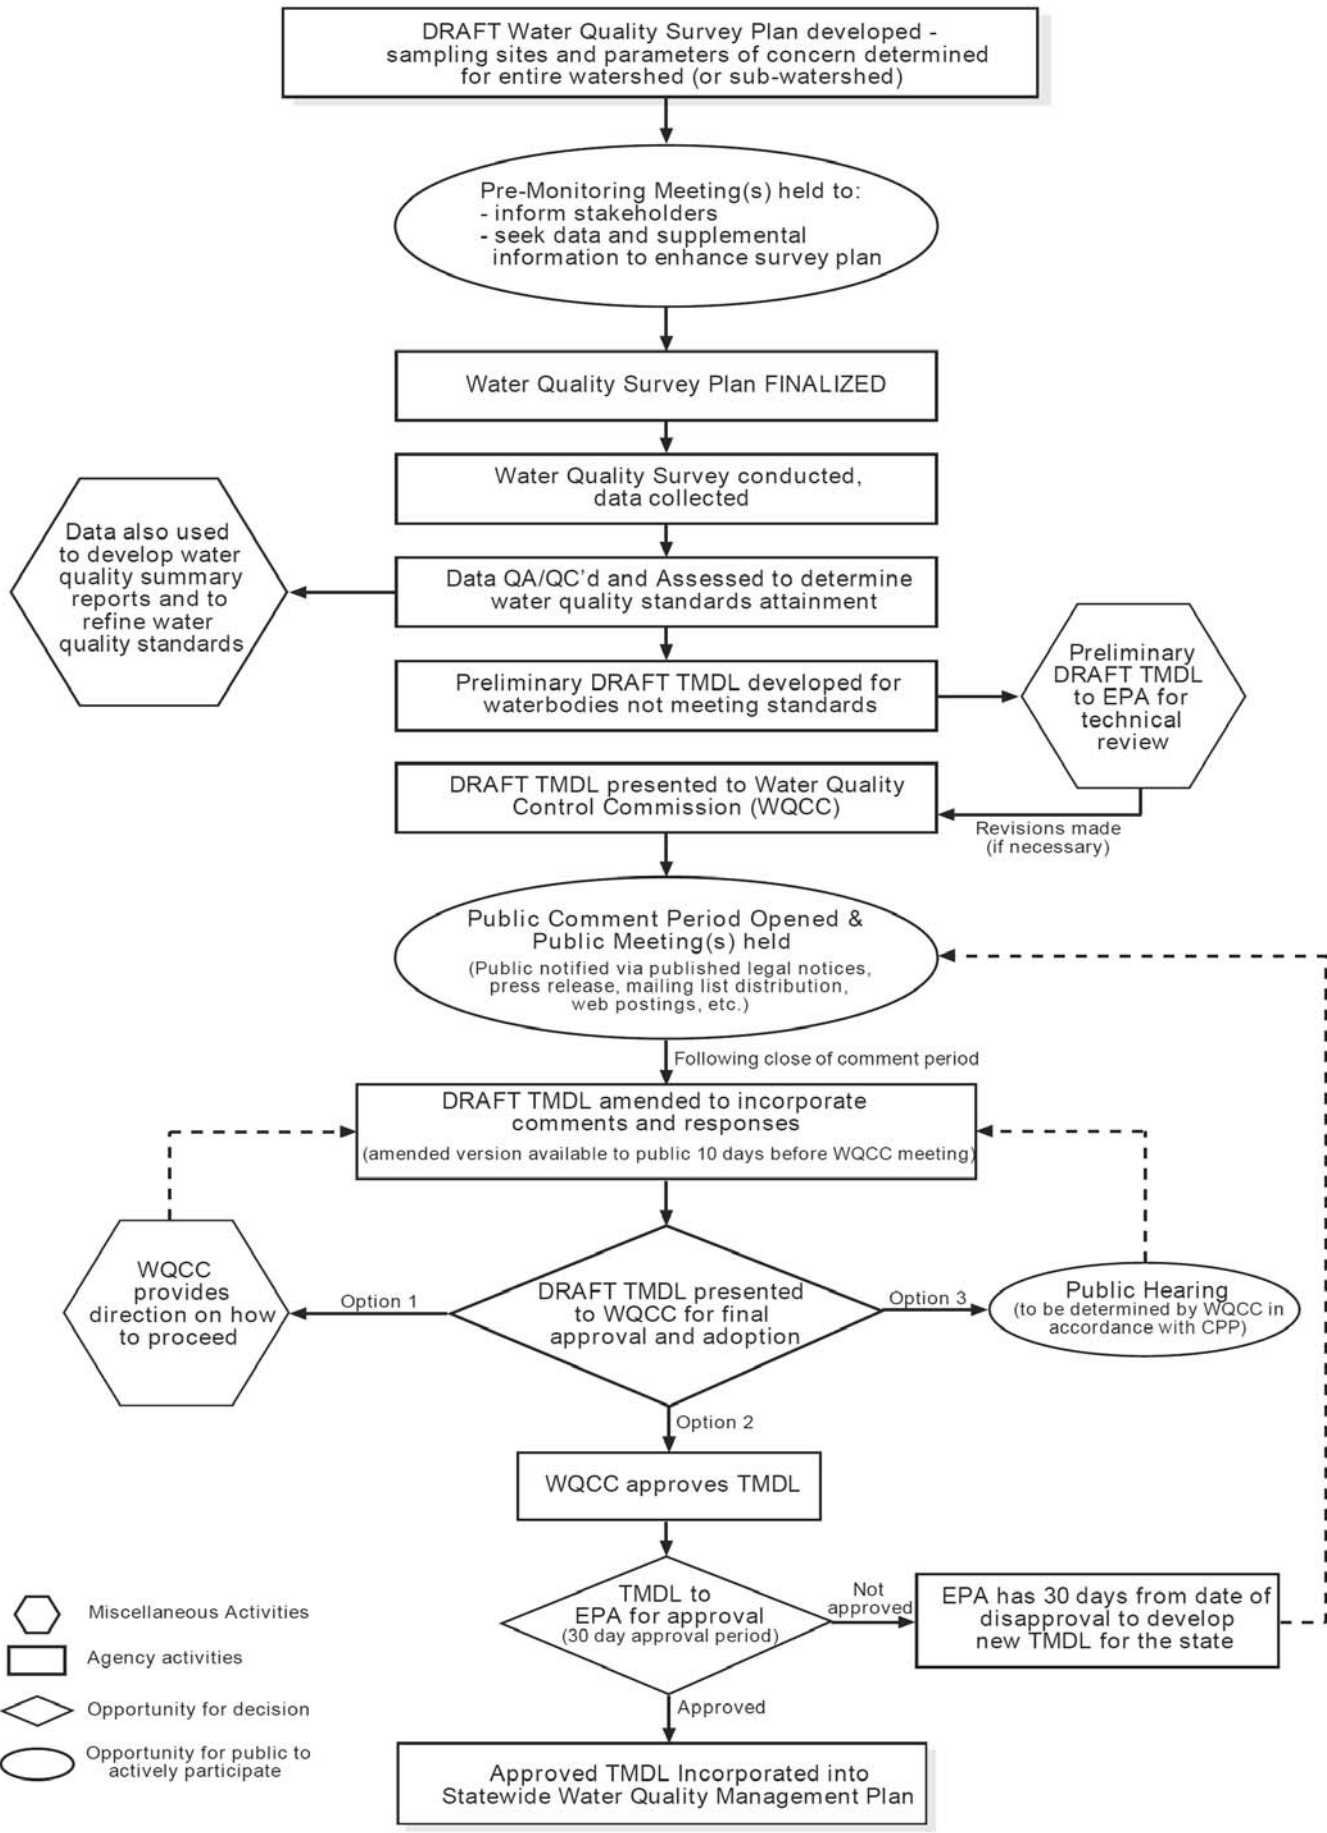 DRAFT Water Quality Survey Plan developed -
sampling sites and parameters of concern determined
for entire watershed (or sub-watershed)
Pre-Monitoring Meeting(s) held to:
- inform stakeholders
- seek data and supplemental
information to enhance survey plan
Water Quality Survey Plan FINALIZED
Water Quality Survey conducted,
data collected
Data QA/QC'd and Assessed to determine
water quality standards attainment
Data also used
to develop water
quality summary
reports and to
refine water
quality standards
Preliminary DRAFT TMDL developed for
waterbodies not meeting standards
Preliminary
DRAFT TMDL
to EPA for
technical
review
Revisions made
(if necessary)
DRAFT TMDL presented to Water Quality
Control Commission (WQCC)
Public Comment Period Opened &
Public Meeting(s) held
(Public notified via published legal notices,
press release, mailing list distribution,
web postings, etc.)
Following close of comment period
DRAFT TMDL amended to incorporate
comments and responses
(amended version available to public 10 days before WQCC meeting)
DRAFT TMDL presented
to WQCC for final
approval and adoption
Option 1
WQCC
provides
direction on how
to proceed
Option 3
Public Hearing
(to be determined by WQCC in
accordance with CPP)
Option 2
WQCC approves TMDL
TMDL to
EPA for approval
(30 day approval period)
Not
approved
EPA has 30 days from date of
disapproval to develop
new TMDL for the state
Approved
Approved TMDL Incorporated into
Statewide Water Quality Management Plan
Miscellaneous Activities
Agency activities
Opportunity for decision
Opportunity for public to
actively participate